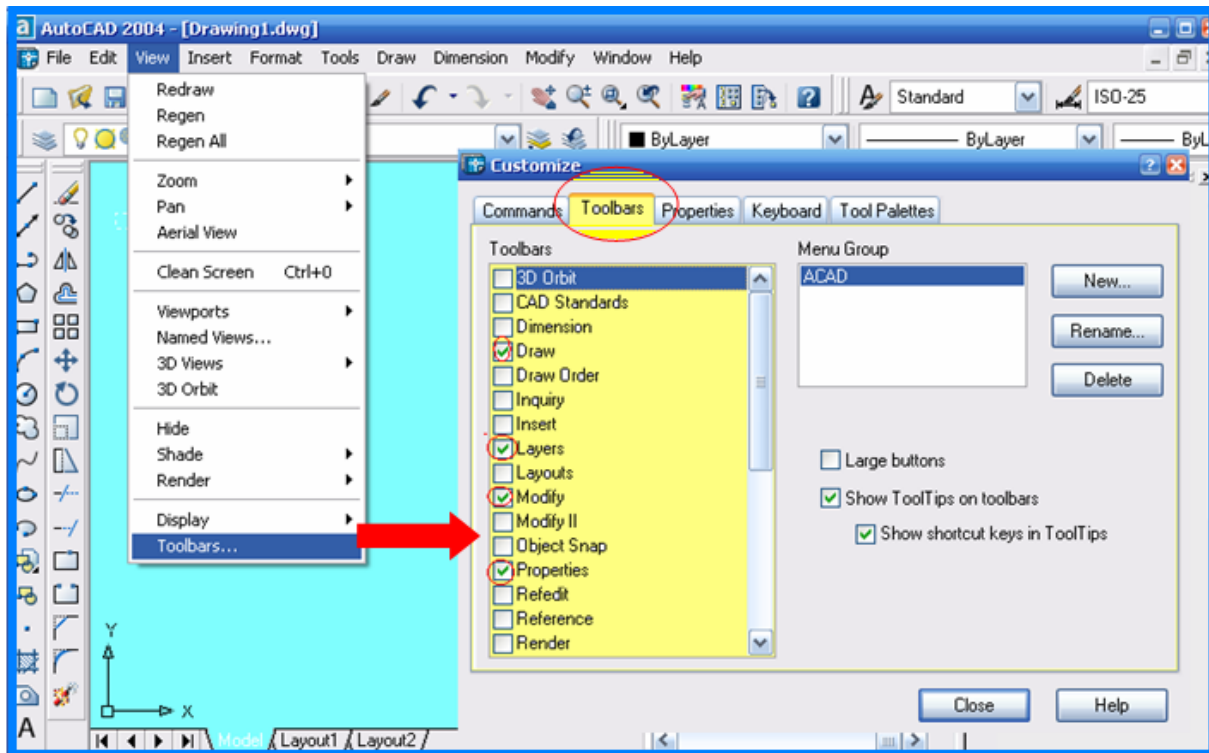 AutoCAD 2004 - [Drawing1.dwg]
File Edit View Insert Format Tools Draw Dimension Modify Window Help
Standard ISO-25
ByLayer ByLayer ByL
Redraw
Regen
Regen All
Zoom
Pan
Aerial View
Clean Screen Ctrl+0
Viewports
Named Views...
3D Views
3D Orbit
Hide
Shade
Render
Display
Toolbars...
Customize
Commands Toolbars Properties Keyboard Tool Palettes
Toolbars
3D Orbit
CAD Standards
Dimension
Draw
Draw Order
Inquiry
Insert
Layers
Layouts
Modify
Modify II
Object Snap
Properties
Refedit
Reference
Render
Menu Group
ACAD
New...
Rename...
Delete
Large buttons
Show ToolTips on toolbars
Show shortcut keys in ToolTips
Close Help
Y
X
A
Model Layout1 Layout2